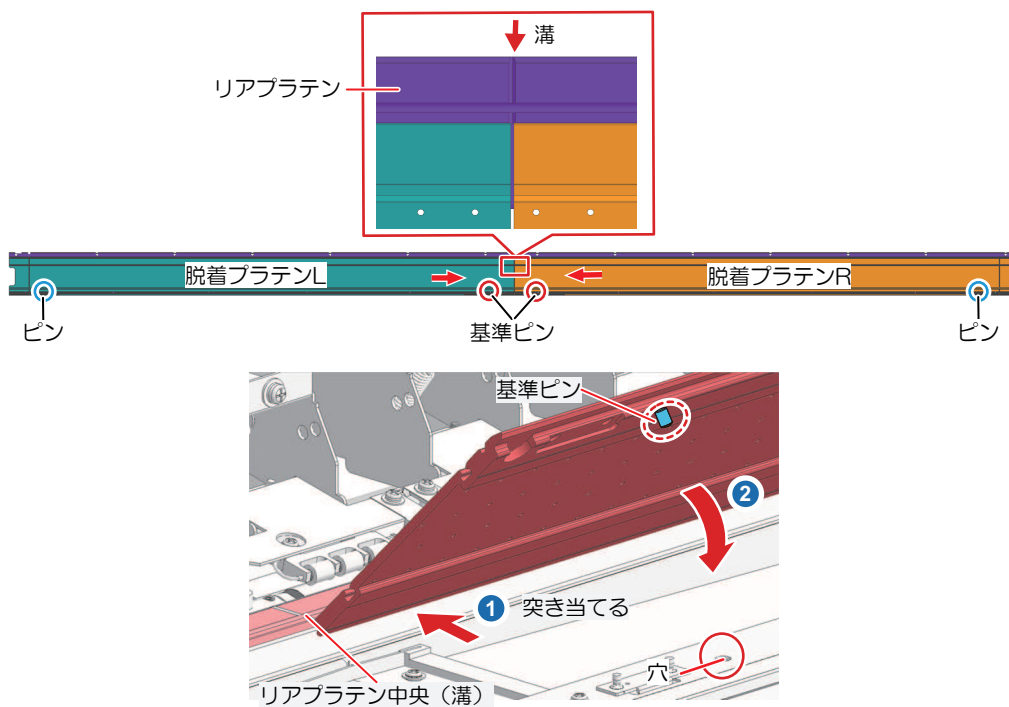 溝
リアプラテン
脱着プラテンL
脱着プラテンR
ピン
基準ピン
ピン
基準ピン
2
1 突き当てる
穴
リアプラテン中央（溝）